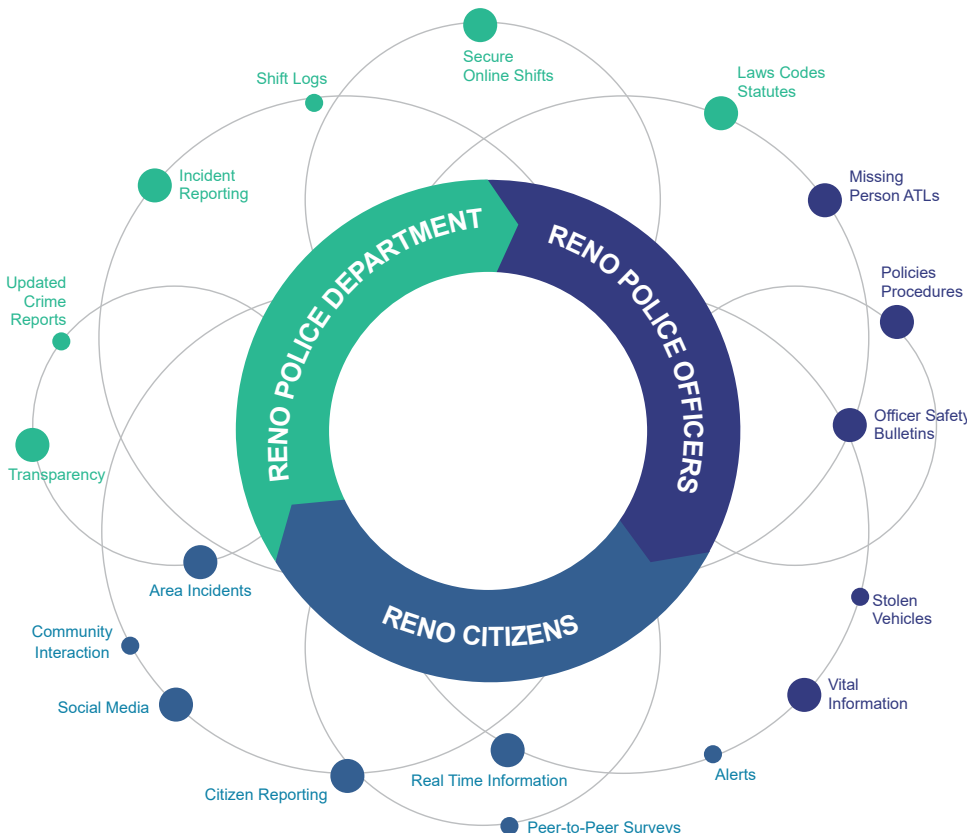 Secure
Online Shifts
Shift Logs
Laws Codes
Statutes
Incident
Reporting
Missing
Person ATLs
Updated
Crime
Reports
Policies
Procedures
RENO POLICE DEPARTMENT
RENO POLICE OFFICERS
RENO CITIZENS
Officer Safety
Bulletins
Transparency
Area Incidents
Stolen
Vehicles
Community
Interaction
Vital
Information
Social Media
Alerts
Real Time Information
Citizen Reporting
Peer-to-Peer Surveys